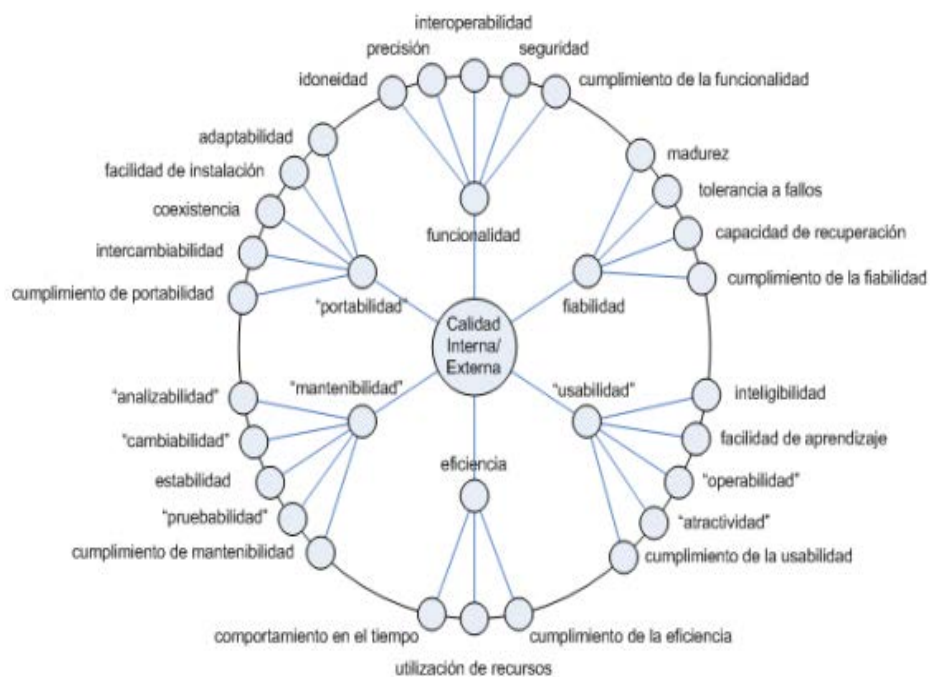 interoperabilidad
precisión
seguridad
idoneidad
cumplimiento de la funcionalidad
adaptabilidad
madurez
facilidad de instalación
tolerancia a fallos
coexistencia
funcionalidad
capacidad de recuperación
intercambiabilidad
cumplimiento de la fiabilidad
cumplimiento de portabilidad
"portabilidad"
fiabilidad
Calidad
Interna/
Externa
"mantenibilidad"
"usabilidad"
"analizabilidad"
inteligibilidad
"cambiabilidad"
facilidad de aprendizaje
eficiencia
estabilidad
"operabilidad"
"pruebabilidad"
"atractividad"
cumplimiento de mantenibilidad
cumplimiento de la usabilidad
comportamiento en el tiempo
cumplimiento de la eficiencia
utilización de recursos